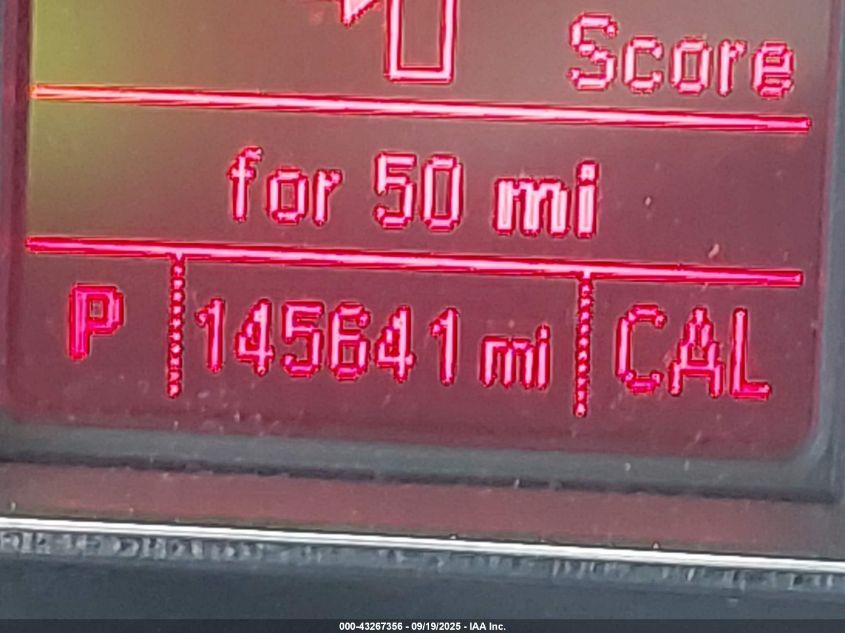 Score
for 50 mi
P 145641 mi CAL
000-43267356 - 09/19/2025 - IAA Inc.